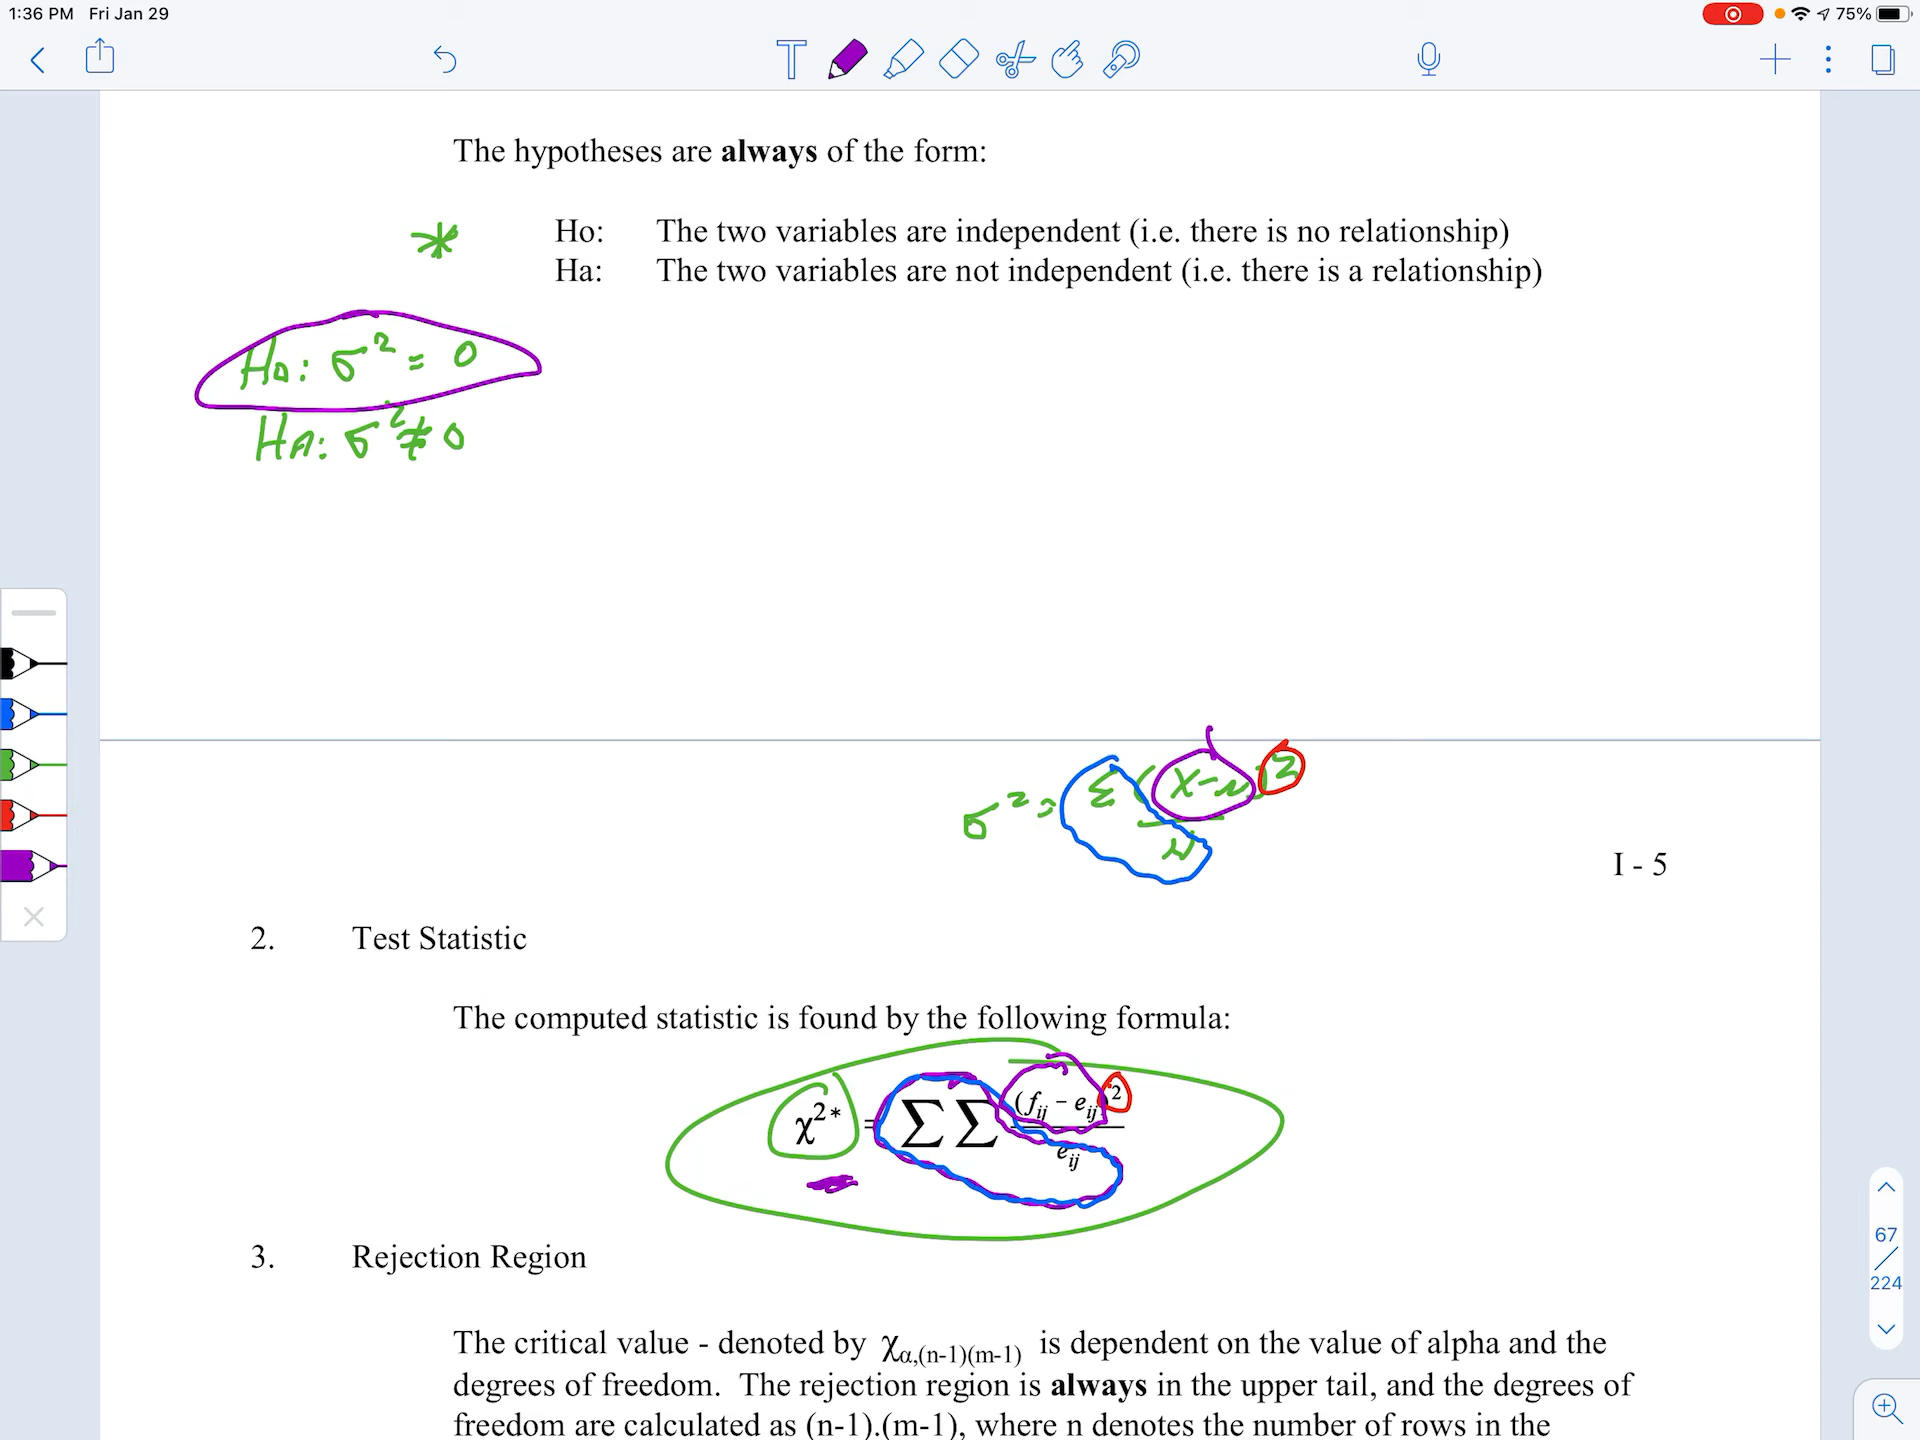 1:36 PM Fri Jan 29
75%
The hypotheses are always of the form:
* Ho: The two variables are independent (i.e. there is no relationship)
Ha: The two variables are not independent (i.e. there is a relationship)
Ho: σ² = 0
HA: σ² ≠ 0
σ² = Σ (X-μ)²
N
I - 5
2. Test Statistic
The computed statistic is found by the following formula:
χ²* = ΣΣ (fij - eij)²
eij
3. Rejection Region
The critical value - denoted by χα,(n-1)(m-1) is dependent on the value of alpha and the
degrees of freedom. The rejection region is always in the upper tail, and the degrees of
freedom are calculated as (n-1).(m-1), where n denotes the number of rows in the
67
/
224